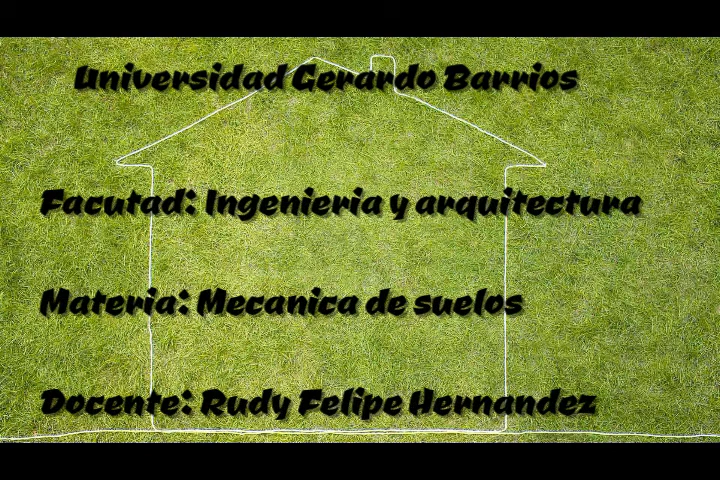 Universidad Gerardo Barrios
Facutad: Ingenieria y arquitectura
Materia: Mecanica de suelos
Docente: Rudy Felipe Hernandez